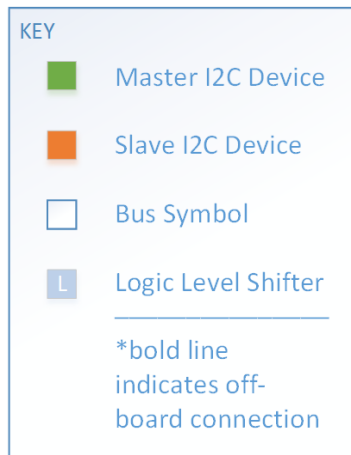 KEY
Master I2C Device
Slave I2C Device
Bus Symbol
L Logic Level Shifter
*bold line
indicates off-
board connection